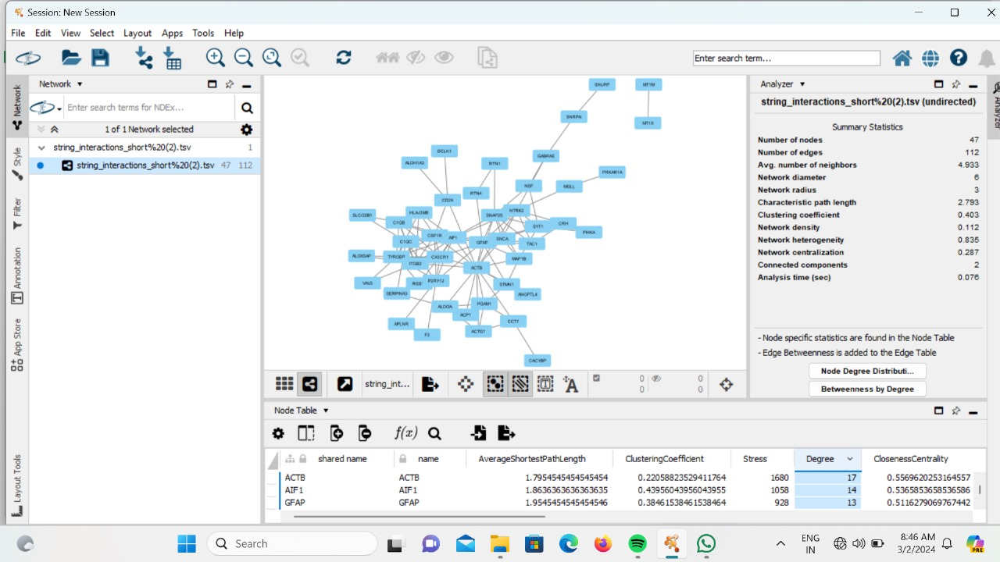 Session: New Session
File Edit View Select Layout Apps Tools Help
Enter search term...
Network
Style
Filter
Annotation
App Store
Layout Tools
Network
Enter search terms for NDEx...
1 of 1 Network selected
string_interactions_short%20(2).tsv 1
string_interactions_short%20(2).tsv 47 112
SNURF
MT1M
SNRPN
MT1X
DCLK1
GABRA5
ALDH1A3
RTN1
PRKAR1A
NSF
MGLL
RTN4
CD24
SLCO2B1
HLA-DMB
SNAP25
NTRK2
C1QB
SYT1
CRH
CSF1R
AIF1
SNCA
C1QC
GFAP
TAC1
ALOX5AP
TYROBP
CX3CR1
MAP1B
ITGB2
ACTB
VAV3
RGS1
P2RY12
STMN1
SERPINA3
ANGPTL4
ALDOA
PGAM1
ACP1
APLNR
CCT7
ACTG1
F3
CACYBP
string_int...
0
0
0
0
Analyzer
string_interactions_short%20(2).tsv (undirected)
Summary Statistics
Number of nodes 47
Number of edges 112
Avg. number of neighbors 4.933
Network diameter 6
Network radius 3
Characteristic path length 2.793
Clustering coefficient 0.403
Network density 0.112
Network heterogeneity 0.835
Network centralization 0.287
Connected components 2
Analysis time (sec) 0.076
- Node specific statistics are found in the Node Table
- Edge Betweenness is added to the Edge Table
Node Degree Distributi...
Betweenness by Degree
Analyzer
Node Table
f(x)
shared name name AverageShortestPathLength ClusteringCoefficient Stress Degree ClosenessCentrality
ACTB ACTB 1.7954545454545454 0.22058823529411764 1680 17 0.5569620253164557
AIF1 AIF1 1.8636363636363635 0.43956043956043955 1058 14 0.5365853658536586
GFAP GFAP 1.9545454545454546 0.38461538461538464 928 13 0.5116279069767442
Search
ENG
IN
8:46 AM
3/2/2024
PRE